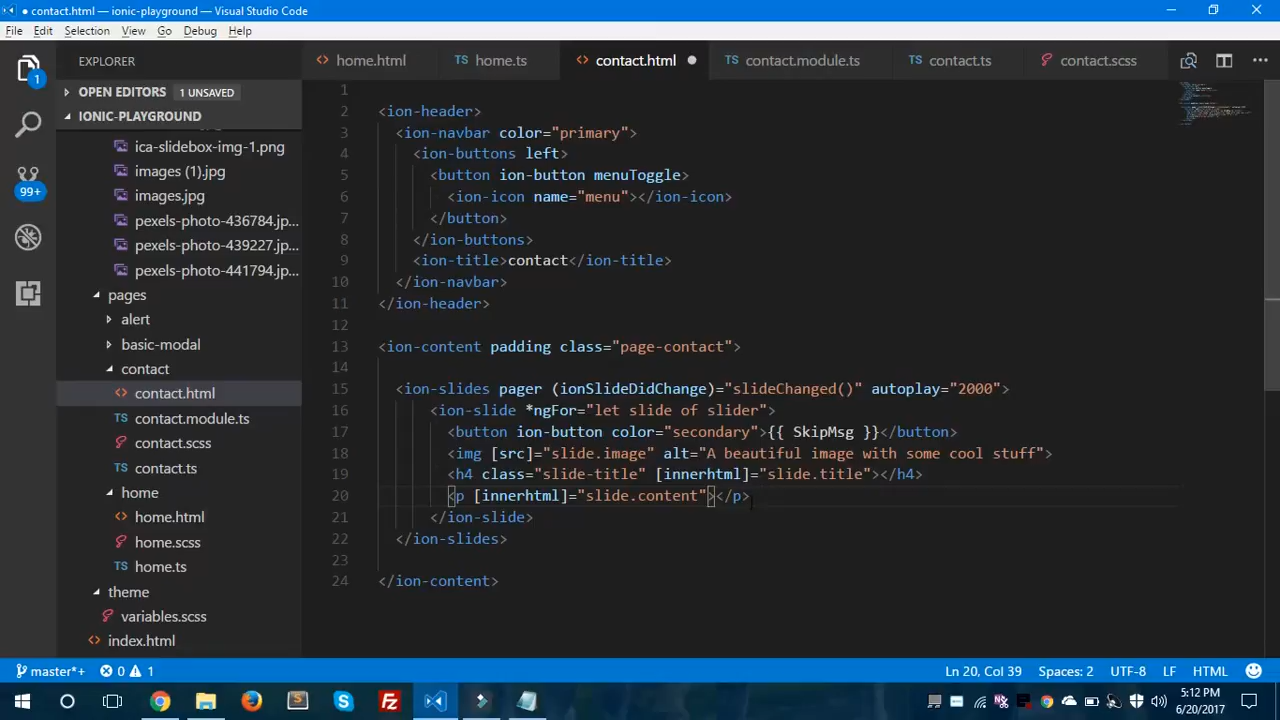 ● contact.html — ionic-playground — Visual Studio Code
File Edit Selection View Go Debug Help
EXPLORER
1
99+
OPEN EDITORS 1 UNSAVED
IONIC-PLAYGROUND
ica-slidebox-img-1.png
images (1).jpg
images.jpg
pexels-photo-436784.jp...
pexels-photo-439227.jp...
pexels-photo-441794.jp...
pages
alert
basic-modal
contact
contact.html
contact.module.ts
contact.scss
contact.ts
home
home.html
home.scss
home.ts
theme
variables.scss
index.html
home.html TS home.ts contact.html TS contact.module.ts TS contact.ts contact.scss
1
2 <ion-header>
3 <ion-navbar color="primary">
4 <ion-buttons left>
5 <button ion-button menuToggle>
6 <ion-icon name="menu"></ion-icon>
7 </button>
8 </ion-buttons>
9 <ion-title>contact</ion-title>
10 </ion-navbar>
11 </ion-header>
12
13 <ion-content padding class="page-contact">
14
15 <ion-slides pager (ionSlideDidChange)="slideChanged()" autoplay="2000">
16 <ion-slide *ngFor="let slide of slider">
17 <button ion-button color="secondary">{{ SkipMsg }}</button>
18 <img [src]="slide.image" alt="A beautiful image with some cool stuff">
19 <h4 class="slide-title" [innerhtml]="slide.title"></h4>
20 <p [innerhtml]="slide.content"></p>
21 </ion-slide>
22 </ion-slides>
23
24 </ion-content>
master*+ 0 1 Ln 20, Col 39 Spaces: 2 UTF-8 LF HTML
5:12 PM
6/20/2017